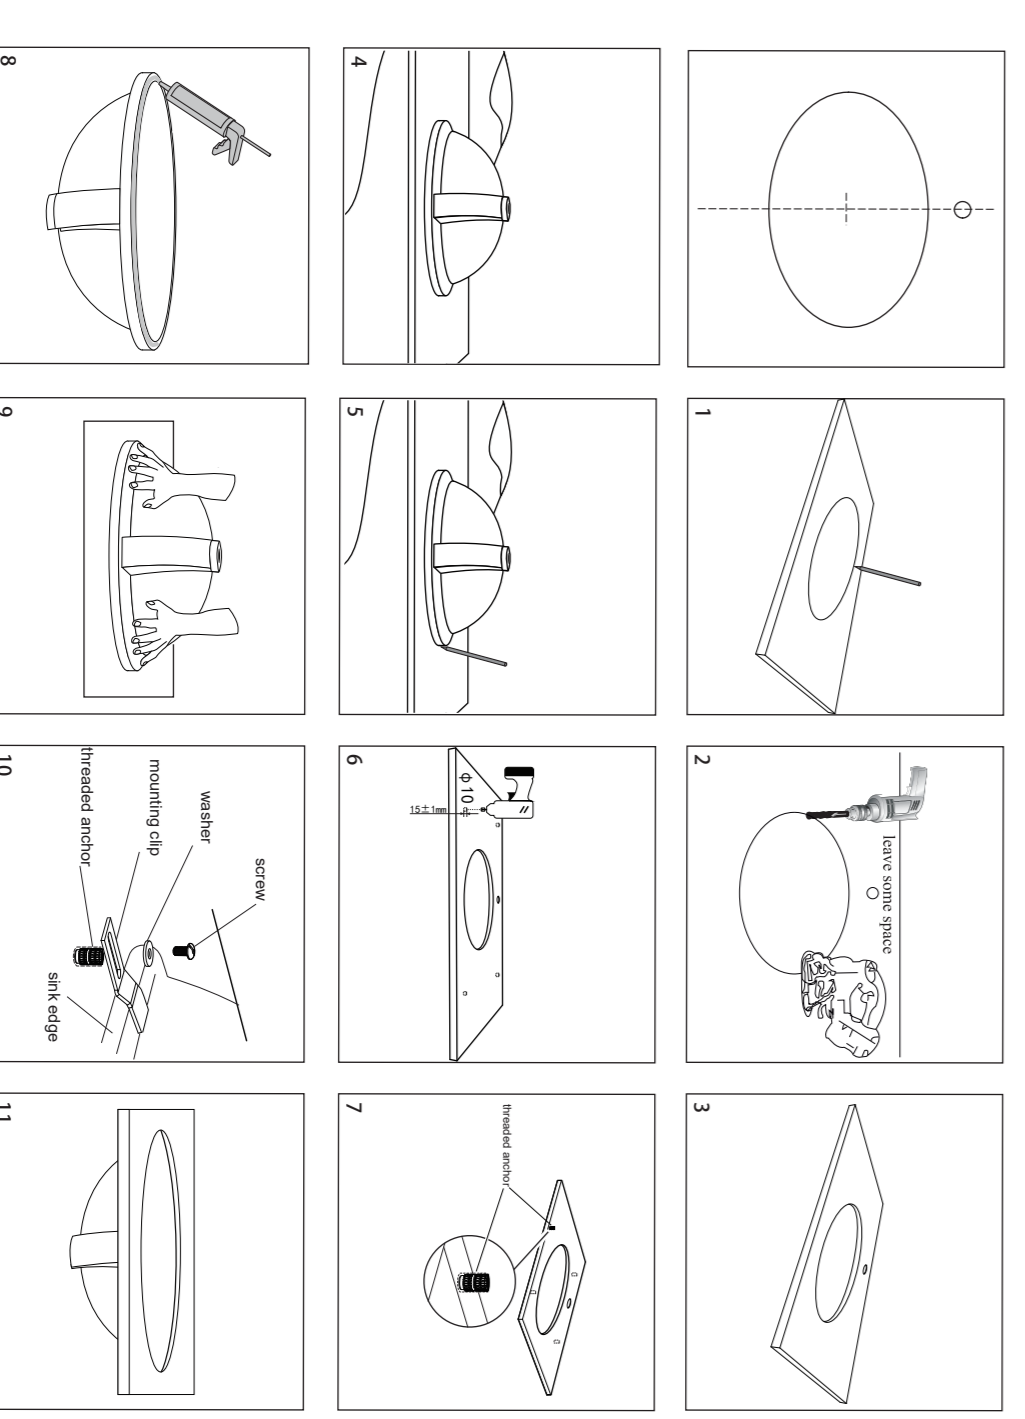 1
2
leave some space
3
4
5
6
φ 10
15±1mm
7
threaded anchor
8
9
10
threaded anchor
mounting clip
washer
screw
sink edge
11